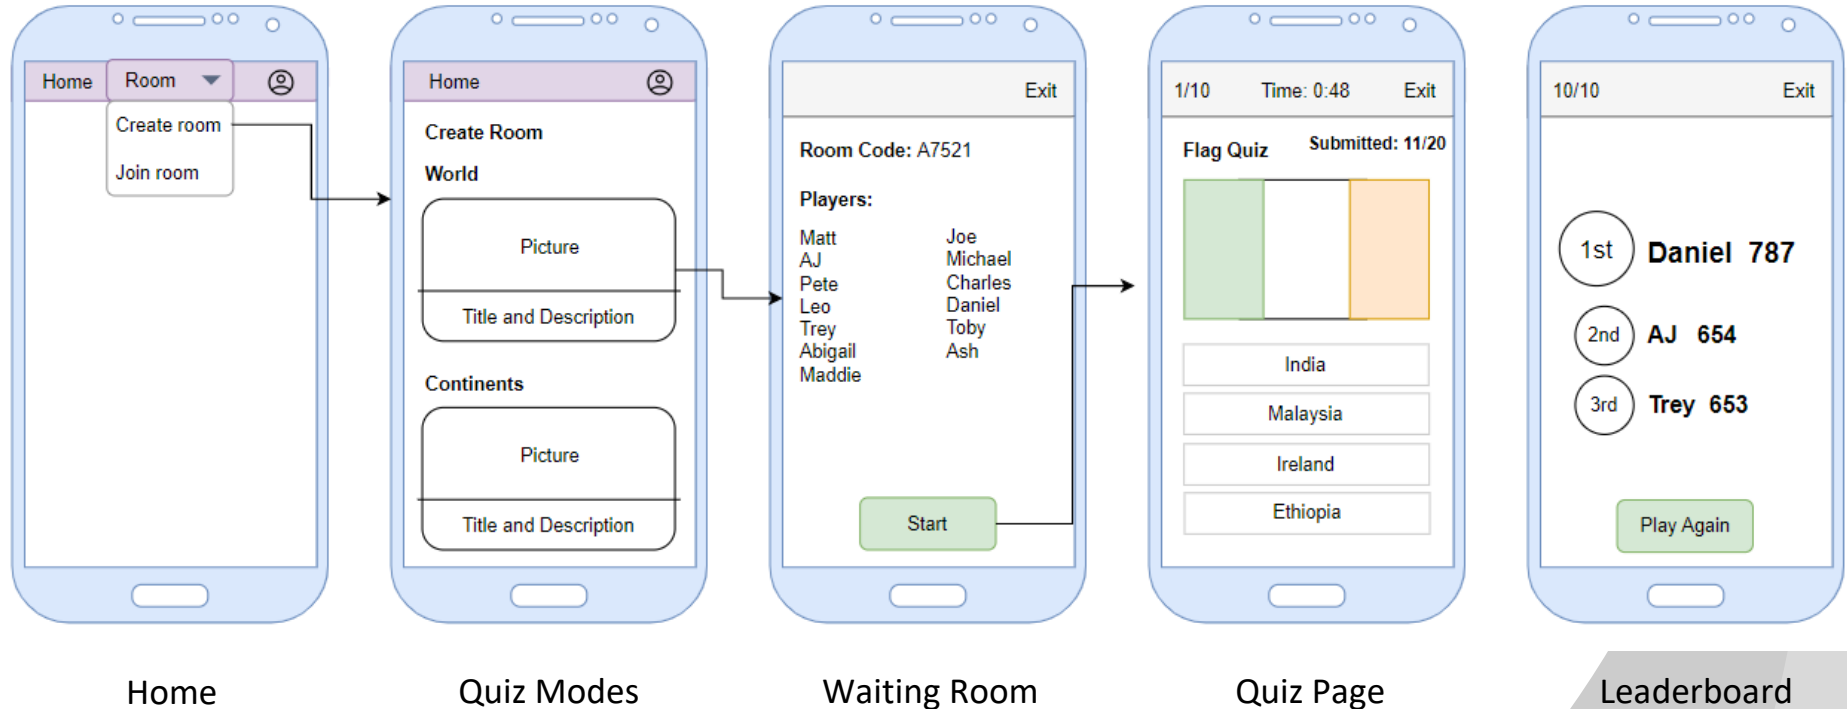 Home Room
Create room
Join room
Home
Create Room
World
Picture
Title and Description
Continents
Picture
Title and Description
Exit
Room Code: A7521
Players:
Matt Joe
AJ Michael
Pete Charles
Leo Daniel
Trey Toby
Abigail Ash
Maddie
Start
1/10 Time: 0:48 Exit
Submitted: 11/20
Flag Quiz
India
Malaysia
Ireland
Ethiopia
10/10 Exit
1st Daniel 787
2nd AJ 654
3rd Trey 653
Play Again
Home Quiz Modes Waiting Room Quiz Page Leaderboard